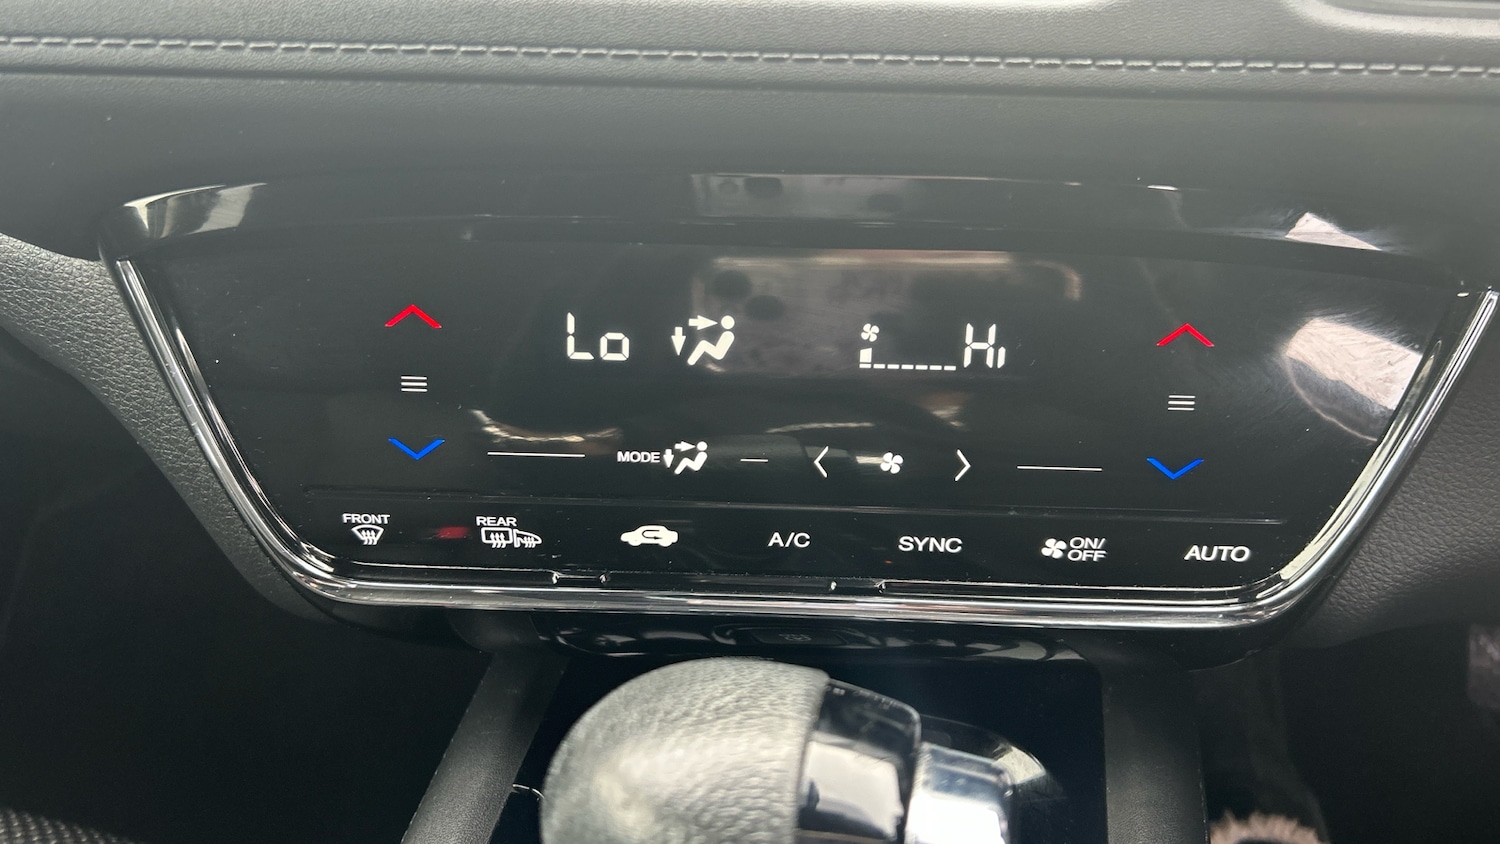 Lo Hi
MODE
FRONT REAR A/C SYNC ON/OFF AUTO